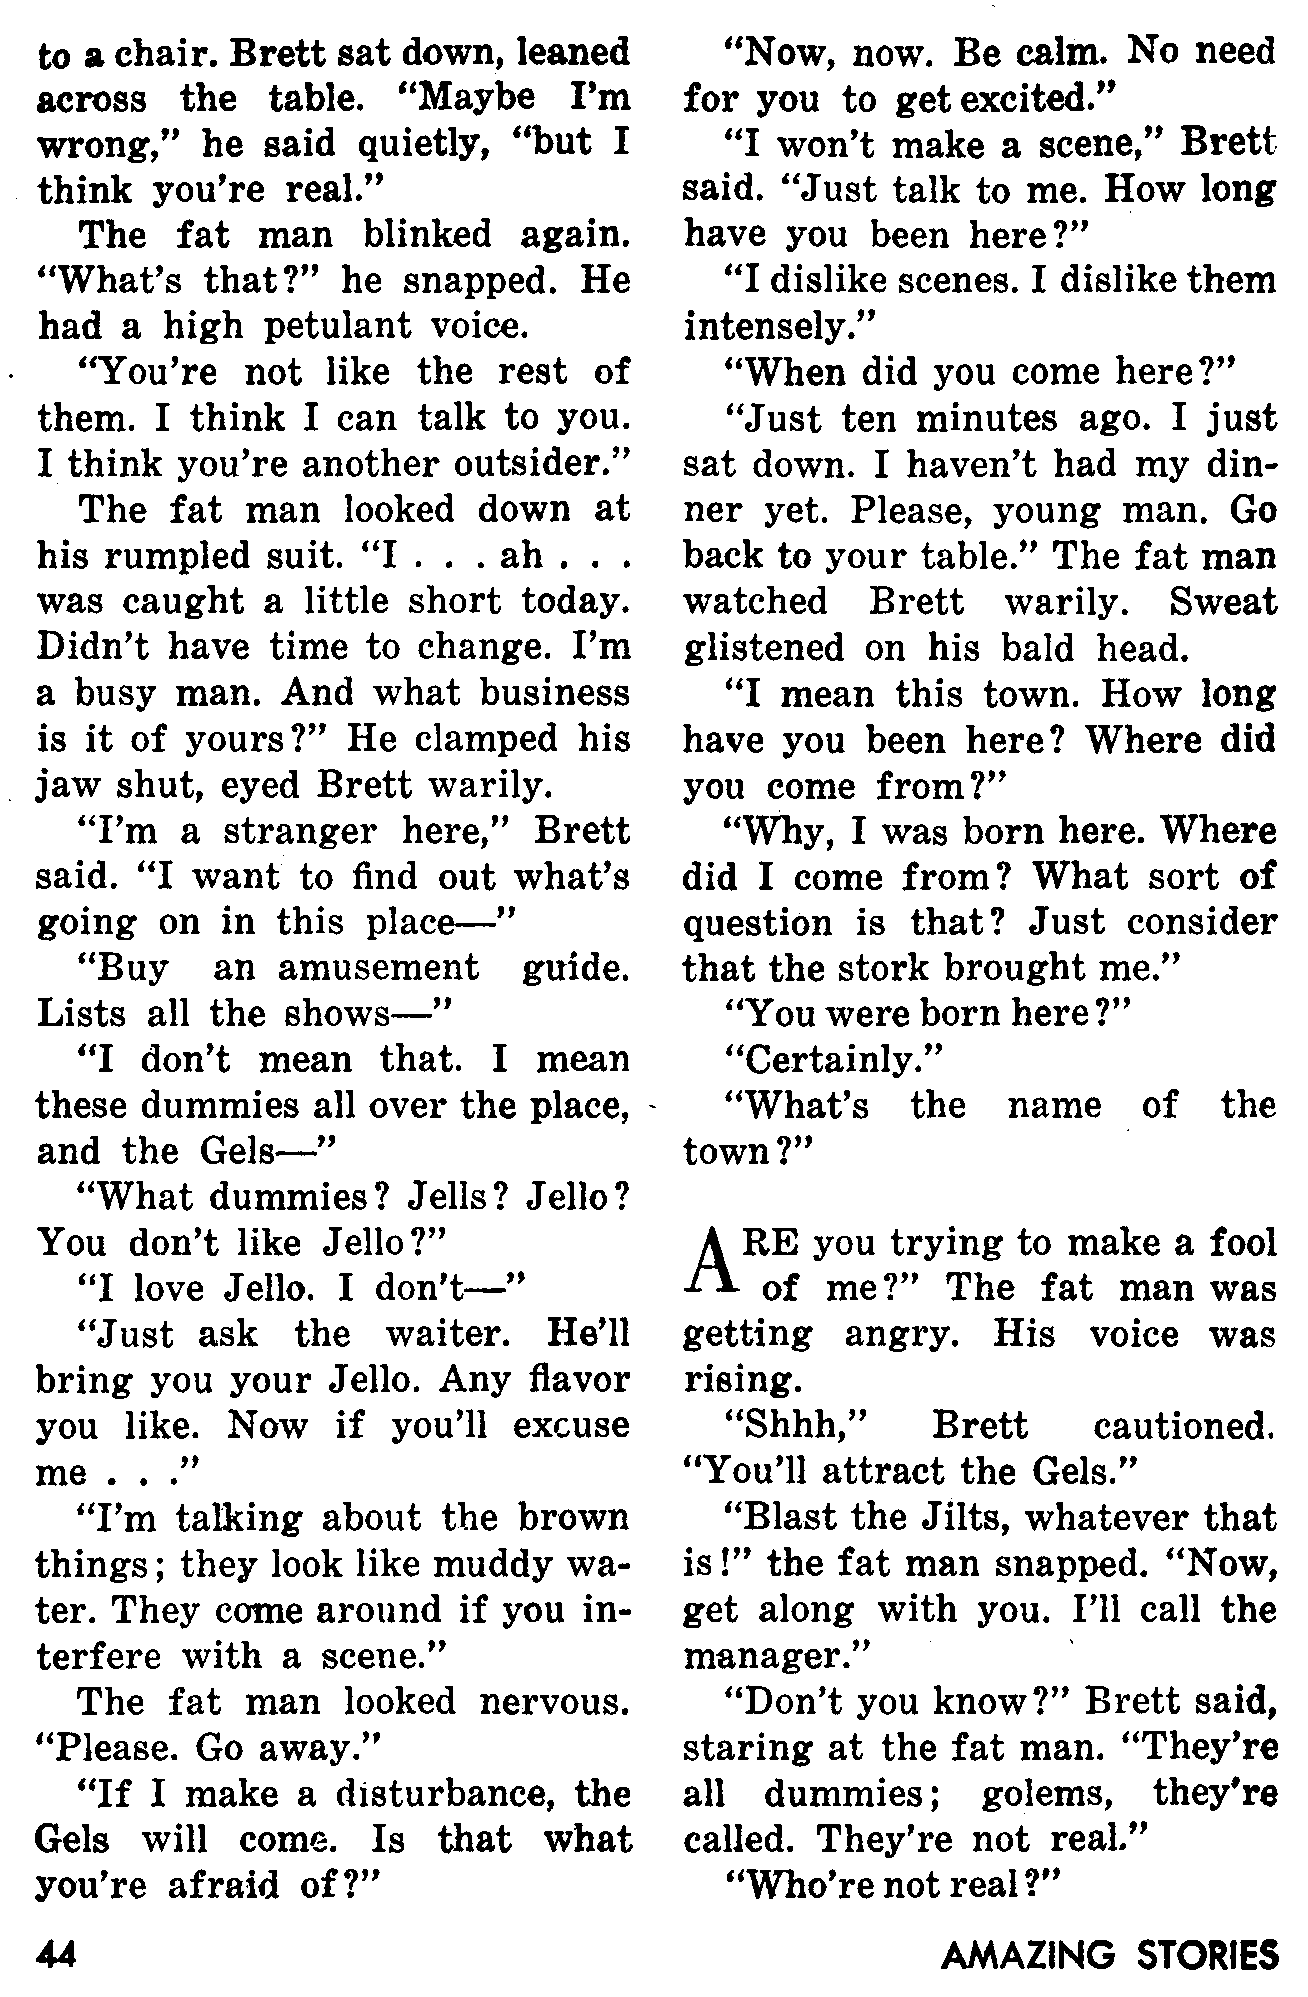 to a chair. Brett sat down, leaned
across the table. “Maybe I’m
wrong,” he said quietly, “but I
think you’re real.”
The fat man blinked again.
“What’s that?” he snapped. He
had a high petulant voice.
“You’re not like the rest of
them. I think I can talk to you.
I think you’re another outsider.”
The fat man looked down at
his rumpled suit. “I . . . ah . . .
was caught a little short today.
Didn’t have time to change. I’m
a busy man. And what business
is it of yours?” He clamped his
jaw shut, eyed Brett warily.
“I’m a stranger here,” Brett
said. “I want to find out what’s
going on in this place—”
“Buy an amusement guide.
Lists all the shows—”
“I don’t mean that. I mean
these dummies all over the place,
and the Gels—”
“What dummies? Jells? Jello?
You don’t like Jello?”
“I love Jello. I don’t—”
“Just ask the waiter. He’ll
bring you your Jello. Any flavor
you like. Now if you’ll excuse
me . . .”
“I’m talking about the brown
things; they look like muddy wa-
ter. They come around if you in-
terfere with a scene.”
The fat man looked nervous.
“Please. Go away.”
“If I make a disturbance, the
Gels will come. Is that what
you’re afraid of?”
“Now, now. Be calm. No need
for you to get excited.”
“I won’t make a scene,” Brett
said. “Just talk to me. How long
have you been here?”
“I dislike scenes. I dislike them
intensely.”
“When did you come here?”
“Just ten minutes ago. I just
sat down. I haven’t had my din-
ner yet. Please, young man. Go
back to your table.” The fat man
watched Brett warily. Sweat
glistened on his bald head.
“I mean this town. How long
have you been here? Where did
you come from?”
“Why, I was born here. Where
did I come from? What sort of
question is that? Just consider
that the stork brought me.”
“You were born here?”
“Certainly.”
“What’s the name of the
town?”
ARE you trying to make a fool
of me?” The fat man was
getting angry. His voice was
rising.
“Shhh,” Brett cautioned.
“You’ll attract the Gels.”
“Blast the Jilts, whatever that
is!” the fat man snapped. “Now,
get along with you. I’ll call the
manager.”
“Don’t you know?” Brett said,
staring at the fat man. “They’re
all dummies; golems, they’re
called. They’re not real.”
“Who’re not real?”
44
AMAZING STORIES